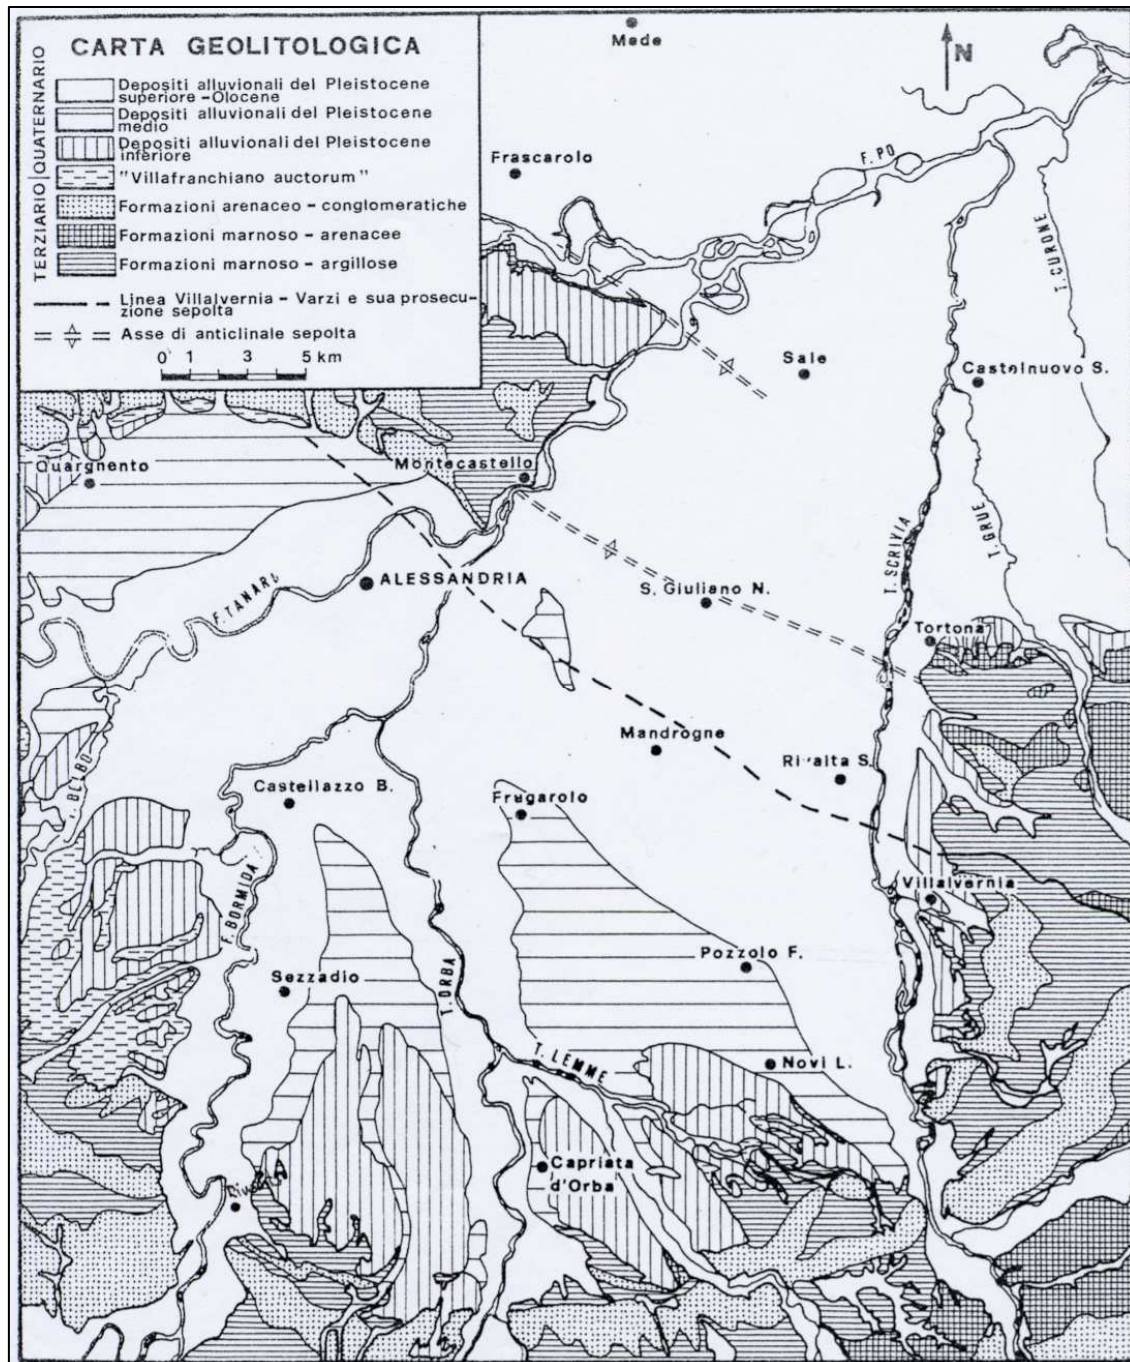 CARTA GEOLITOLOGICA
QUATERNARIO
TERZIARIO
Depositi alluvionali del Pleistocene
superiore - Olocene
Depositi alluvionali del Pleistocene
medio
Depositi alluvionali del Pleistocene
inferiore
"Villafranchiano auctorum"
Formazioni arenaceo - conglomeratiche
Formazioni marnoso - arenacee
Formazioni marnoso - argillose
Linea Villalvernia - Varzi e sua prosecu-
zione sepolta
Asse di anticlinale sepolta
0 1 5 km
Mede
N
Frascarolo
F. PO
T. CURONE
Sale
Castelnuovo S.
Quargnento
Montecastello
T. GRUE
T. SCRIVIA
F. TANARO
ALESSANDRIA
S. Giuliano N.
Tortona
Mandrogne
Rivalta S.
F. BELBO
Castellazzo B.
Frugarolo
F. BORMIDA
Villalvernia
Pozzolo F.
Sezzadio
T. ORBA
T. LEMME
Novi L.
Capriata
d'Orba